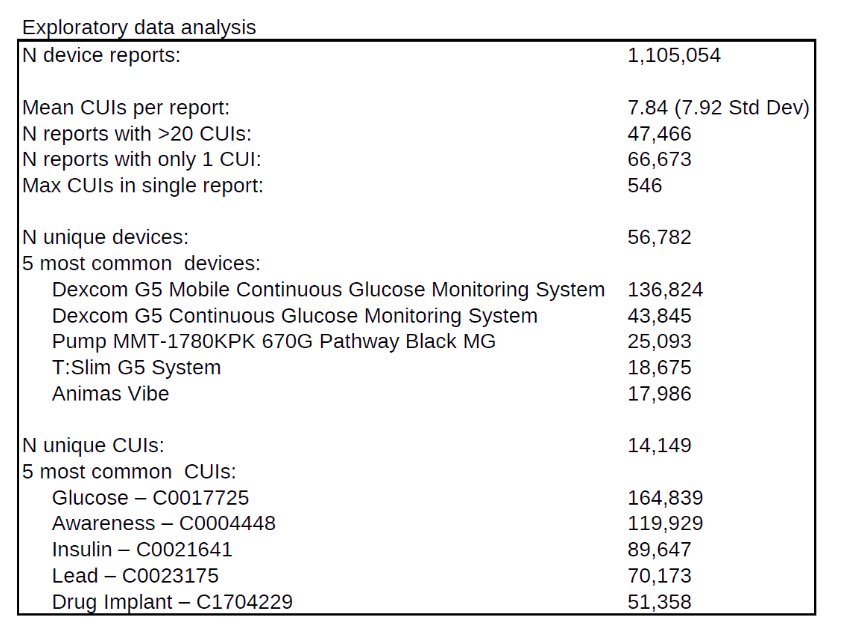 Exploratory data analysis
N device reports: 1,105,054
Mean CUIs per report: 7.84 (7.92 Std Dev)
N reports with >20 CUIs: 47,466
N reports with only 1 CUI: 66,673
Max CUIs in single report: 546
N unique devices: 56,782
5 most common  devices:
Dexcom G5 Mobile Continuous Glucose Monitoring System 136,824
Dexcom G5 Continuous Glucose Monitoring System 43,845
Pump MMT-1780KPK 670G Pathway Black MG 25,093
T:Slim G5 System 18,675
Animas Vibe 17,986
N unique CUIs: 14,149
5 most common  CUIs:
Glucose – C0017725 164,839
Awareness – C0004448 119,929
Insulin – C0021641 89,647
Lead – C0023175 70,173
Drug Implant – C1704229 51,358